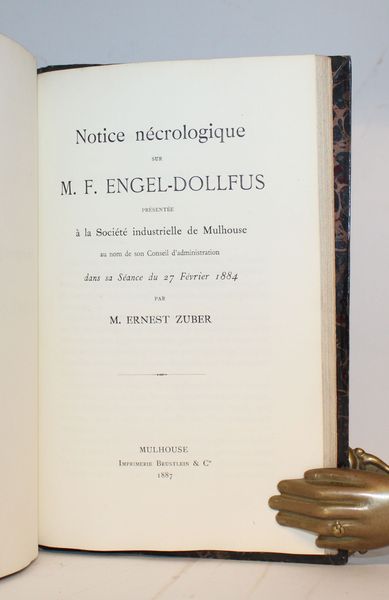 Notice nécrologique
SUR
M. F. ENGEL-DOLLFUS
PRÉSENTÉE
à la Société industrielle de Mulhouse
au nom de son Conseil d'administration
dans sa Séance du 27 Février 1884
PAR
M. ERNEST ZUBER
MULHOUSE
IMPRIMERIE BRUSTLEIN & Cie
1887